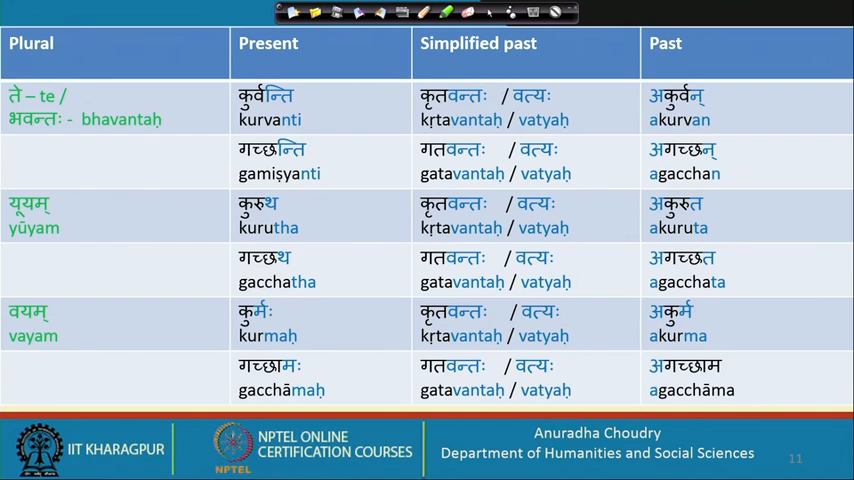 Plural Present Simplified past Past
ते – te / कुर्वन्ति कृतवन्तः / वत्यः अकुर्वन्
भवन्तः - bhavantaḥ kurvanti kṛtavantaḥ / vatyaḥ akurvan
गच्छन्ति गतवन्तः / वत्यः अगच्छन्
gamiṣyanti gatavantaḥ / vatyaḥ agacchan
यूयम् कुरुथ कृतवन्तः / वत्यः अकुरुत
yūyam kurutha kṛtavantaḥ / vatyaḥ akuruta
गच्छथ गतवन्तः / वत्यः अगच्छत
gacchatha gatavantaḥ / vatyaḥ agacchata
वयम् कुर्मः कृतवन्तः / वत्यः अकुर्म
vayam kurmaḥ kṛtavantaḥ / vatyaḥ akurma
गच्छामः गतवन्तः / वत्यः अगच्छाम
gacchāmaḥ gatavantaḥ / vatyaḥ agacchāma
IIT KHARAGPUR
NPTEL
NPTEL ONLINE
CERTIFICATION COURSES
Anuradha Choudry
Department of Humanities and Social Sciences
11